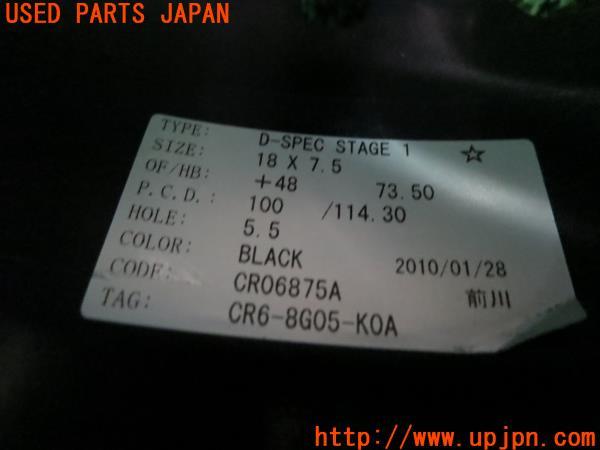 USED PARTS JAPAN
TYPE: D-SPEC STAGE 1 ☆
SIZE: 18 X 7.5
OF/HB: +48 73.50
P.C.D.: 100 /114.30
HOLE: 5.5
COLOR: BLACK 2010/01/28
CODE: CR06875A 前川
TAG: CR6-8G05-K0A
http://www.upjpn.com/